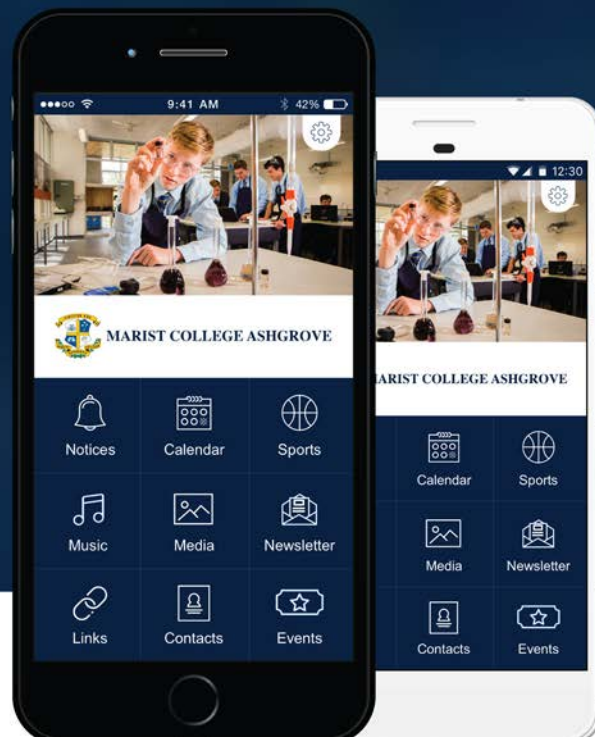 9:41 AM
42%
MARIST COLLEGE ASHGROVE
Notices
Calendar
Sports
Music
Media
Newsletter
Links
Contacts
Events
12:30
ARIST COLLEGE ASHGROVE
Calendar
Sports
Media
Newsletter
Contacts
Events